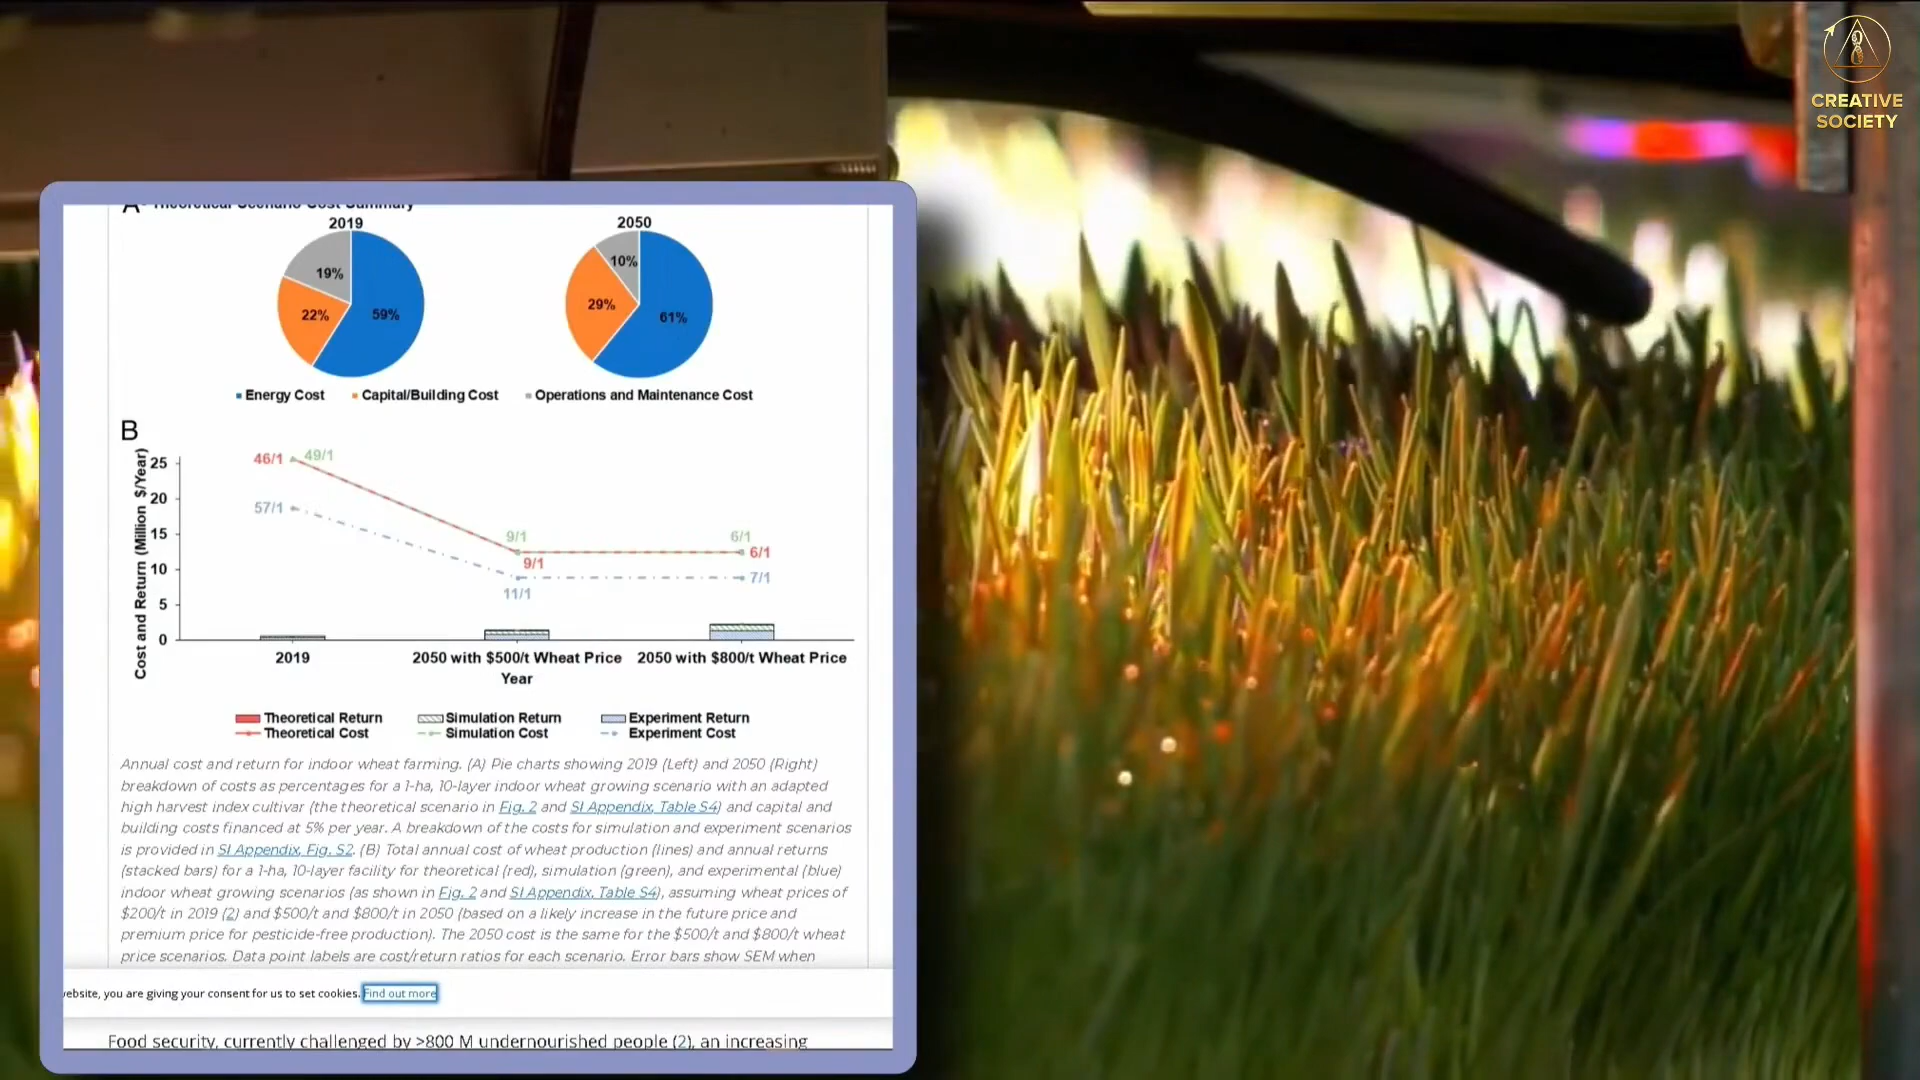 CREATIVE
SOCIETY
A- Theoretical Scenario Cost Summary
2019
2050
19%
22%
59%
10%
29%
61%
Energy Cost
Capital/Building Cost
Operations and Maintenance Cost
B
Cost and Return (Million $/Year)
25
20
15
10
5
0
46/1
49/1
57/1
9/1
9/1
11/1
6/1
6/1
7/1
2019
2050 with $500/t Wheat Price
2050 with $800/t Wheat Price
Year
Theoretical Return
Simulation Return
Experiment Return
Theoretical Cost
Simulation Cost
Experiment Cost
Annual cost and return for indoor wheat farming. (A) Pie charts showing 2019 (Left) and 2050 (Right)
breakdown of costs as percentages for a 1-ha, 10-layer indoor wheat growing scenario with an adapted
high harvest index cultivar (the theoretical scenario in Fig. 2 and SI Appendix, Table S4) and capital and
building costs financed at 5% per year. A breakdown of the costs for simulation and experiment scenarios
is provided in SI Appendix, Fig. S2. (B) Total annual cost of wheat production (lines) and annual returns
(stacked bars) for a 1-ha, 10-layer facility for theoretical (red), simulation (green), and experimental (blue)
indoor wheat growing scenarios (as shown in Fig. 2 and SI Appendix, Table S4), assuming wheat prices of
$200/t in 2019 (2) and $500/t and $800/t in 2050 (based on a likely increase in the future price and
premium price for pesticide-free production). The 2050 cost is the same for the $500/t and $800/t wheat
price scenarios. Data point labels are cost/return ratios for each scenario. Error bars show SEM when
website, you are giving your consent for us to set cookies. Find out more
Food security, currently challenged by >800 M undernourished people (2), an increasing